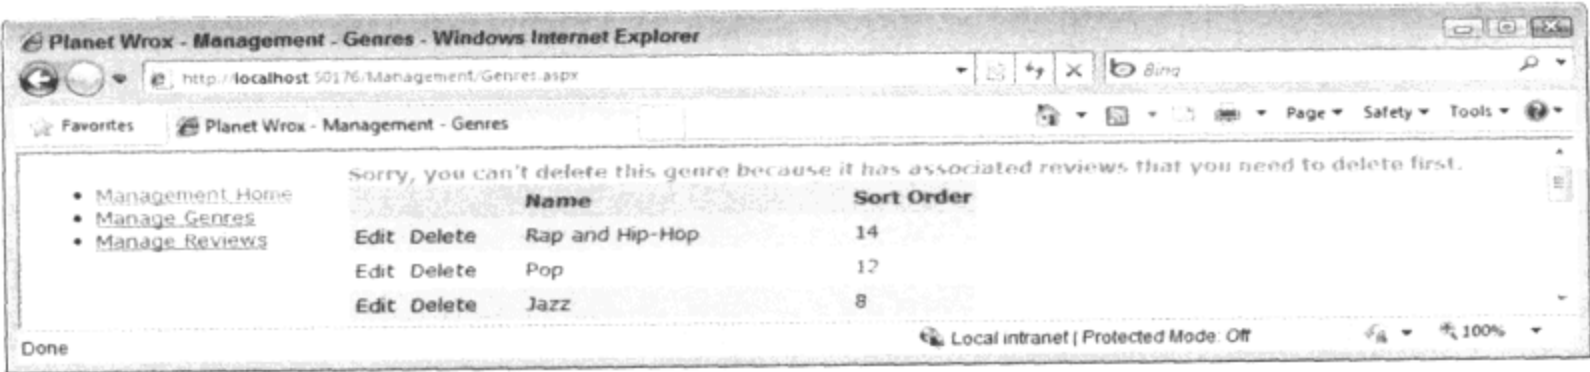 Planet Wrox - Management - Genres - Windows Internet Explorer
http://localhost:50176/Management/Genres.aspx
Bing
Favorites Planet Wrox - Management - Genres Page Safety Tools
Sorry, you can't delete this genre because it has associated reviews that you need to delete first.
• Management Home
• Manage Genres
• Manage Reviews
Name Sort Order
Edit Delete Rap and Hip-Hop 14
Edit Delete Pop 12
Edit Delete Jazz 8
Done Local intranet | Protected Mode: Off 100%